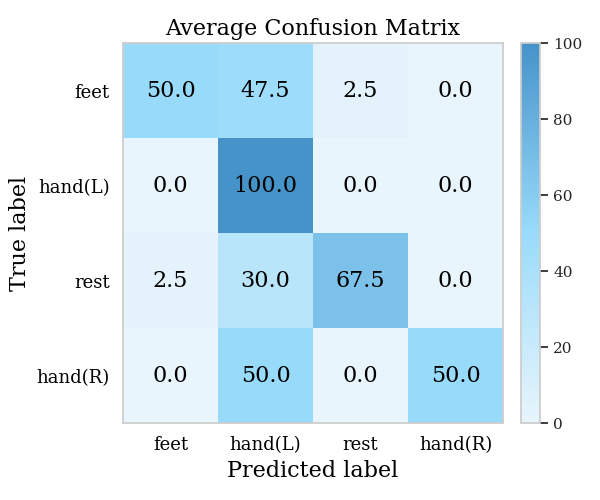 Average Confusion Matrix
feet 50.0 47.5 2.5 0.0
hand(L) 0.0 100.0 0.0 0.0
rest 2.5 30.0 67.5 0.0
hand(R) 0.0 50.0 0.0 50.0
feet hand(L) rest hand(R)
Predicted label
True label
100
80
60
40
20
0